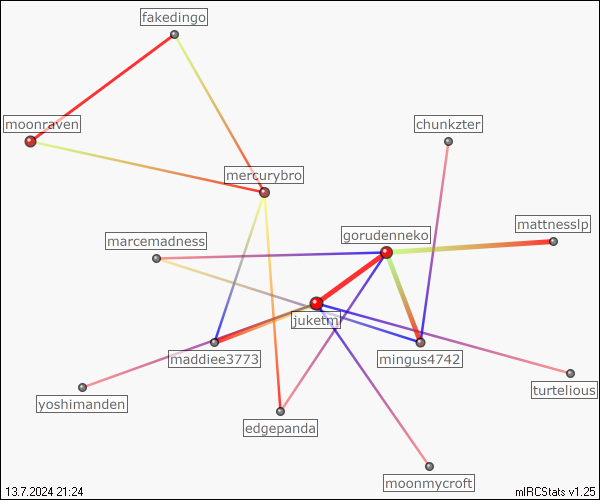 fakedingo
moonraven
chunkzter
mercurybro
mattnesslp
gorudenneko
marcemadness
juketm
maddiee3773
mingus4742
turtelious
yoshimanden
edgepanda
moonmycroft
13.7.2024 21:24
mIRCStats v1.25